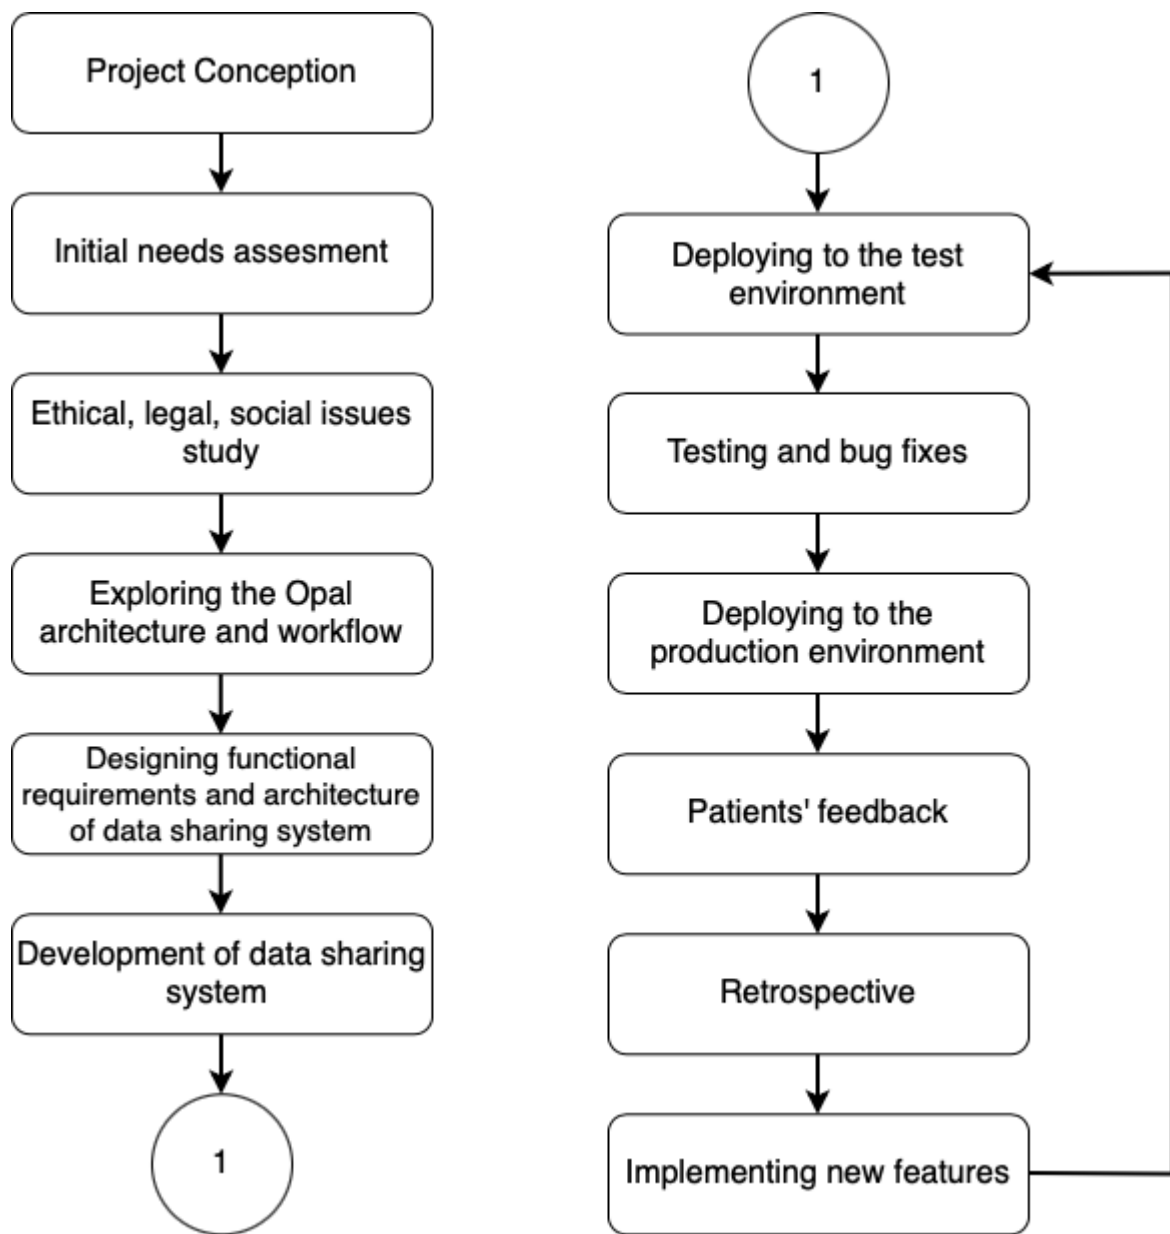 Project Conception
Initial needs assesment
Ethical, legal, social issues
study
Exploring the Opal
architecture and workflow
Designing functional
requirements and architecture
of data sharing system
Development of data sharing
system
1
1
Deploying to the test
environment
Testing and bug fixes
Deploying to the
production environment
Patients' feedback
Retrospective
Implementing new features